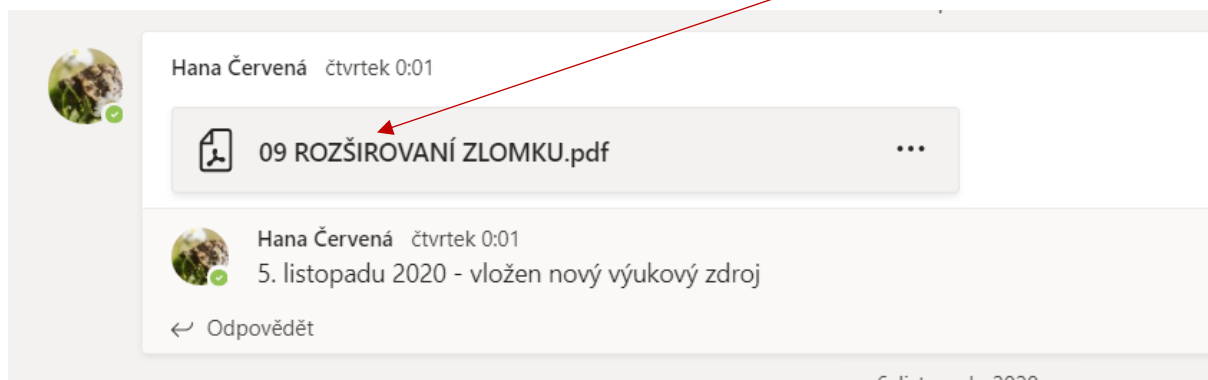 Hana Červená čtvrtek 0:01
09 ROZŠIROVANÍ ZLOMKU.pdf
Hana Červená čtvrtek 0:01
5. listopadu 2020 - vložen nový výukový zdroj
Odpovědět